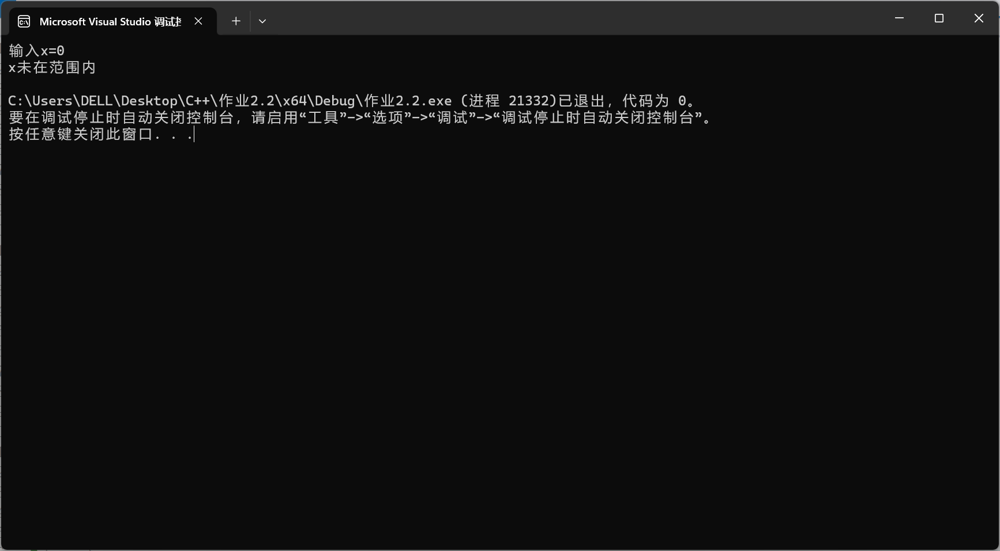 Microsoft Visual Studio 调试
输入x=0
x未在范围内
C:\Users\DELL\Desktop\C++\作业2.2\x64\Debug\作业2.2.exe (进程 21332)已退出，代码为 0。
要在调试停止时自动关闭控制台，请启用“工具”->“选项”->“调试”->“调试停止时自动关闭控制台”。
按任意键关闭此窗口. . .